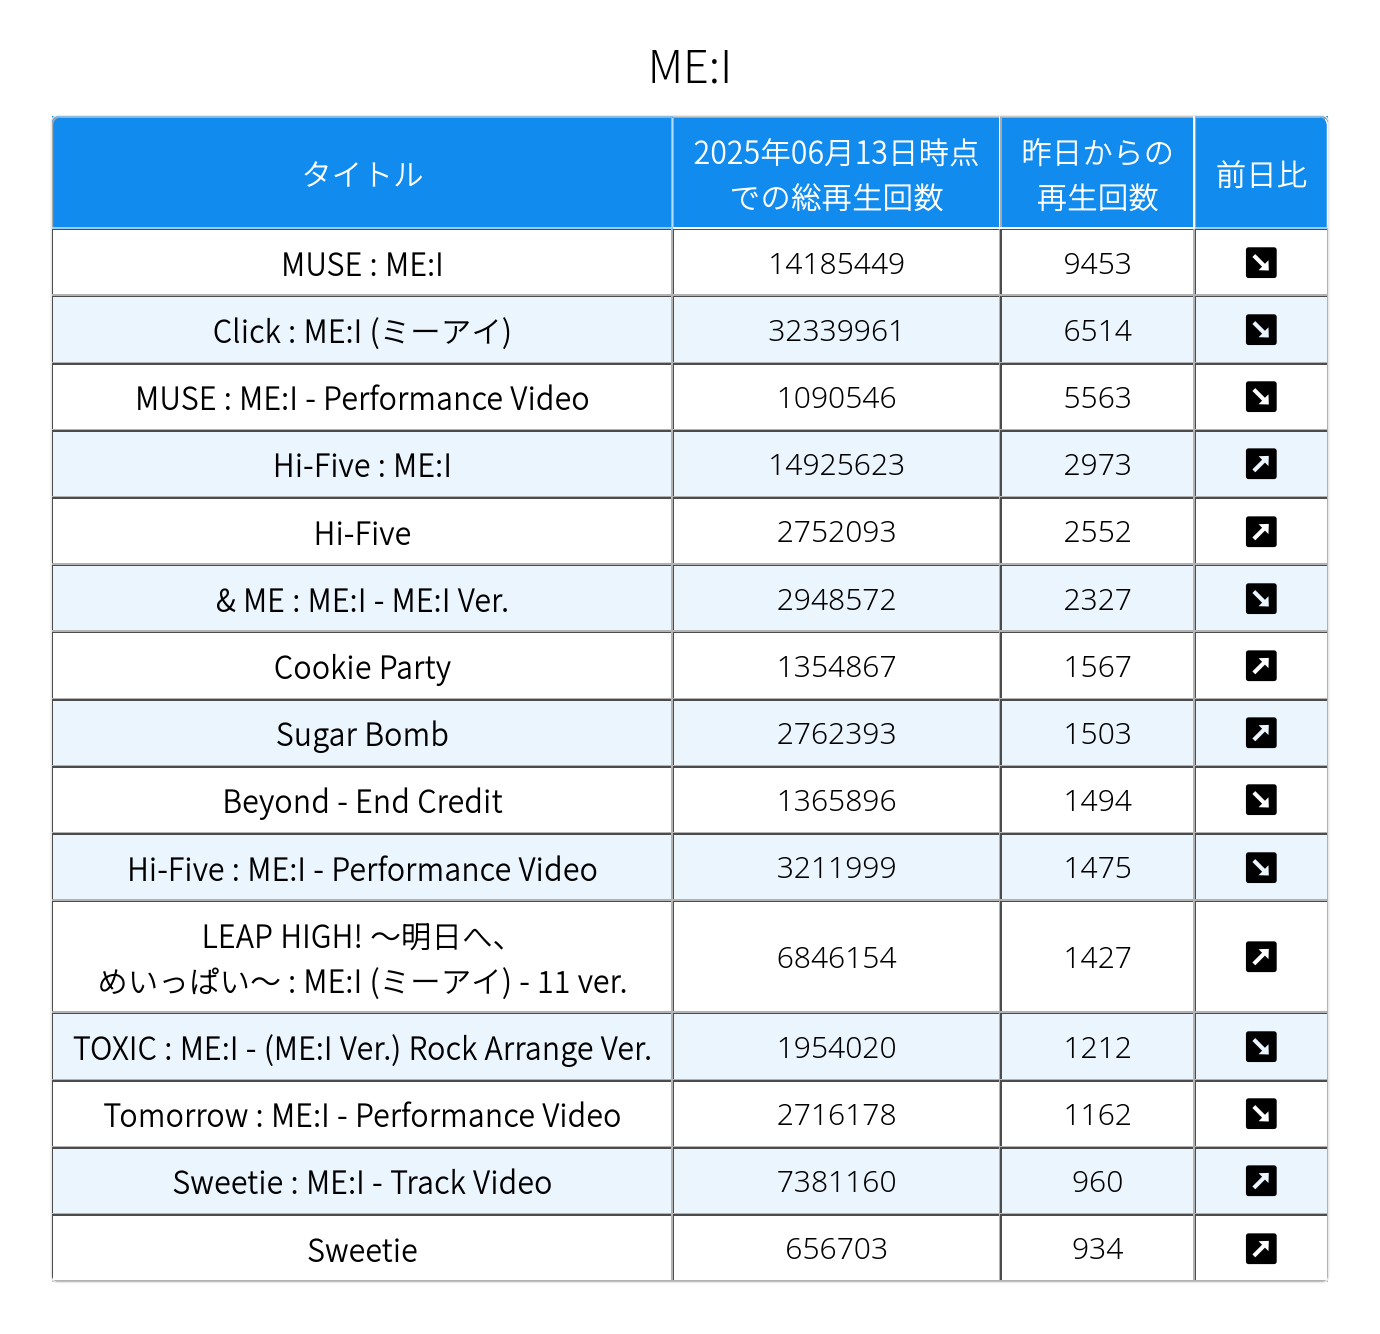 ME:I
タイトル
2025年06月13日時点
での総再生回数
昨日からの
再生回数
前日比
MUSE : ME:I 14185449 9453
Click : ME:I (ミーアイ) 32339961 6514
MUSE : ME:I - Performance Video 1090546 5563
Hi-Five : ME:I 14925623 2973
Hi-Five 2752093 2552
& ME : ME:I - ME:I Ver. 2948572 2327
Cookie Party 1354867 1567
Sugar Bomb 2762393 1503
Beyond - End Credit 1365896 1494
Hi-Five : ME:I - Performance Video 3211999 1475
LEAP HIGH! 〜明日へ、
めいっぱい〜 : ME:I (ミーアイ) - 11 ver. 6846154 1427
TOXIC : ME:I - (ME:I Ver.) Rock Arrange Ver. 1954020 1212
Tomorrow : ME:I - Performance Video 2716178 1162
Sweetie : ME:I - Track Video 7381160 960
Sweetie 656703 934